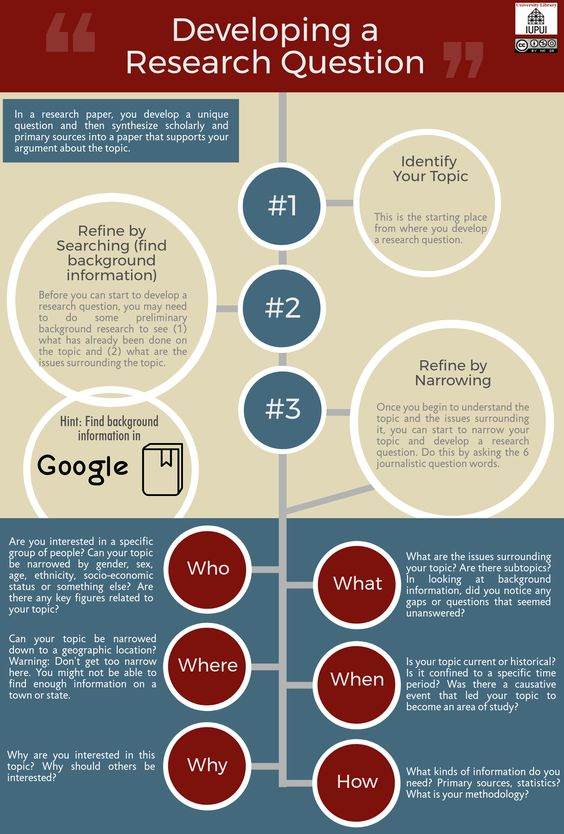 Developing a
Research Question
University Library
IUPUI
In a research paper, you develop a unique
question and then synthesize scholarly and
primary sources into a paper that supports your
argument about the topic.
#1
Identify
Your Topic
This is the starting place
from where you develop
a research question.
Refine by
Searching (find
background
information)
Before you can start to develop a
research question, you may need
to do some preliminary
background research to see (1)
what has already been done on
the topic and (2) what are the
issues surrounding the topic.
#2
Hint: Find background
information in
Google
#3
Refine by
Narrowing
Once you begin to understand the
topic and the issues surrounding
it, you can start to narrow your
topic and develop a research
question. Do this by asking the 6
journalistic question words.
Are you interested in a specific
group of people? Can your topic
be narrowed by gender, sex,
age, ethnicity, socio-economic
status or something else? Are
there any key figures related to
your topic?
Who
What
What are the issues surrounding
your topic? Are there subtopics?
In looking at background
information, did you notice any
gaps or questions that seemed
unanswered?
Can your topic be narrowed
down to a geographic location?
Warning: Don't get too narrow
here. You might not be able to
find enough information on a
town or state.
Where
When
Is your topic current or historical?
Is it confined to a specific time
period? Was there a causative
event that led your topic to
become an area of study?
Why are you interested in this
topic? Why should others be
interested?
Why
How
What kinds of information do you
need? Primary sources, statistics?
What is your methodology?